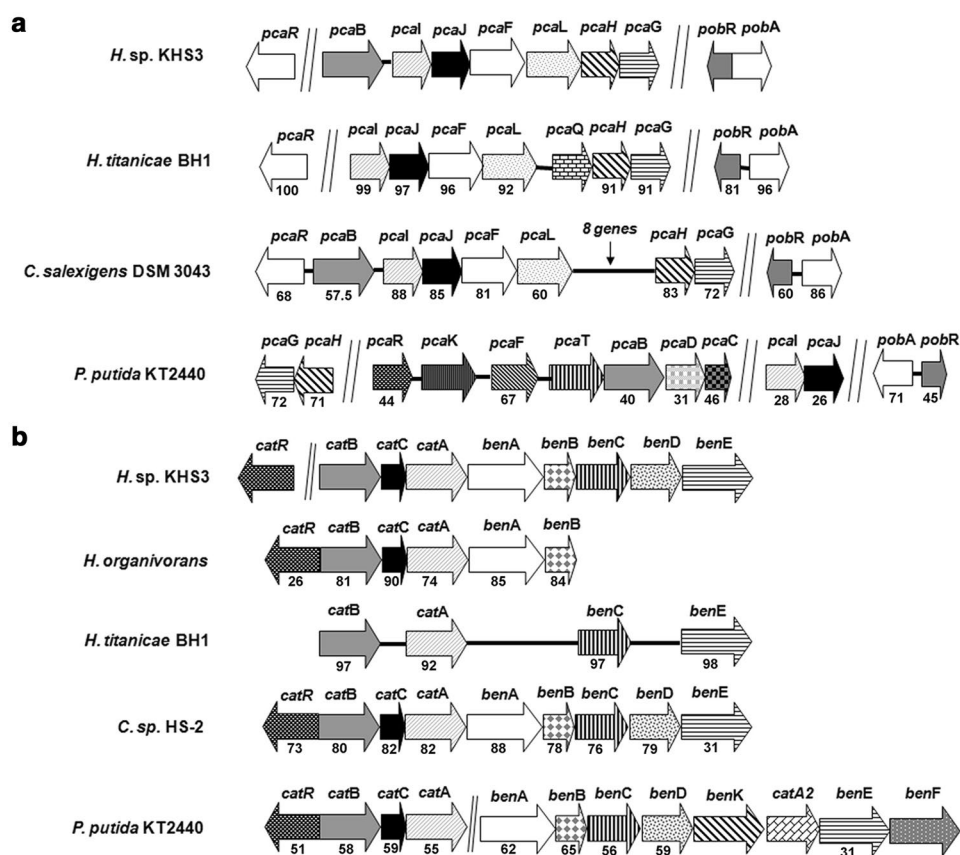 a
pcaR pcaB pcaI pcaJ pcaF pcaL pcaH pcaG pobR pobA
H. sp. KHS3
pcaR pcaI pcaJ pcaF pcaL pcaQ pcaH pcaG pobR pobA
H. titanicae BH1
100 99 97 96 92 91 91 81 96
8 genes
pcaR pcaB pcaI pcaJ pcaF pcaL pcaH pcaG pobR pobA
C. salexigens DSM 3043
68 57.5 88 85 81 60 83 72 60 86
pcaG pcaH pcaR pcaK pcaF pcaT pcaB pcaD pcaC pcaI pcaJ pobA pobR
P. putida KT2440
72 71 44 67 40 31 46 28 26 71 45
b
catR catB catC catA benA benB benC benD benE
H. sp. KHS3
catR catB catC catA benA benB
H. organivorans
26 81 90 74 85 84
catB catA benC benE
H. titanicae BH1
97 92 97 98
catR catB catC catA benA benB benC benD benE
C. sp. HS-2
73 80 82 82 88 78 76 79 31
catR catB catC catA benA benB benC benD benK catA2 benE benF
P. putida KT2440
51 58 59 55 62 65 56 59 31